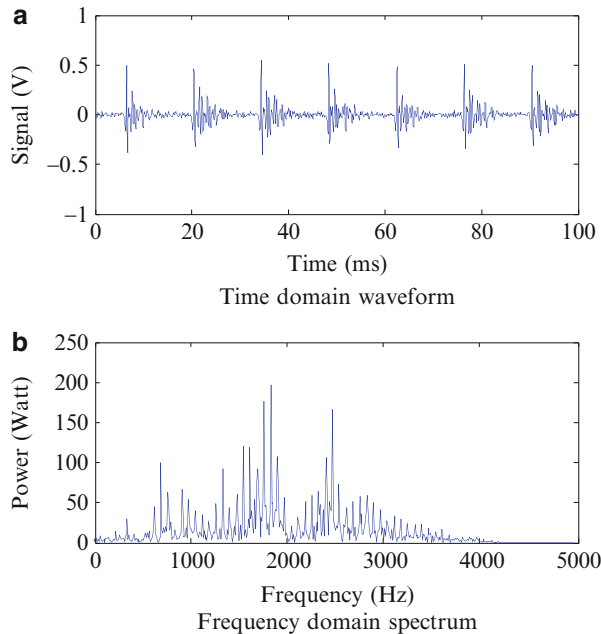 a
Signal (V)
1
0.5
0
−0.5
−1
0 20 40 60 80 100
Time (ms)
Time domain waveform
b
Power (Watt)
250
200
150
100
50
0
0 1000 2000 3000 4000 5000
Frequency (Hz)
Frequency domain spectrum